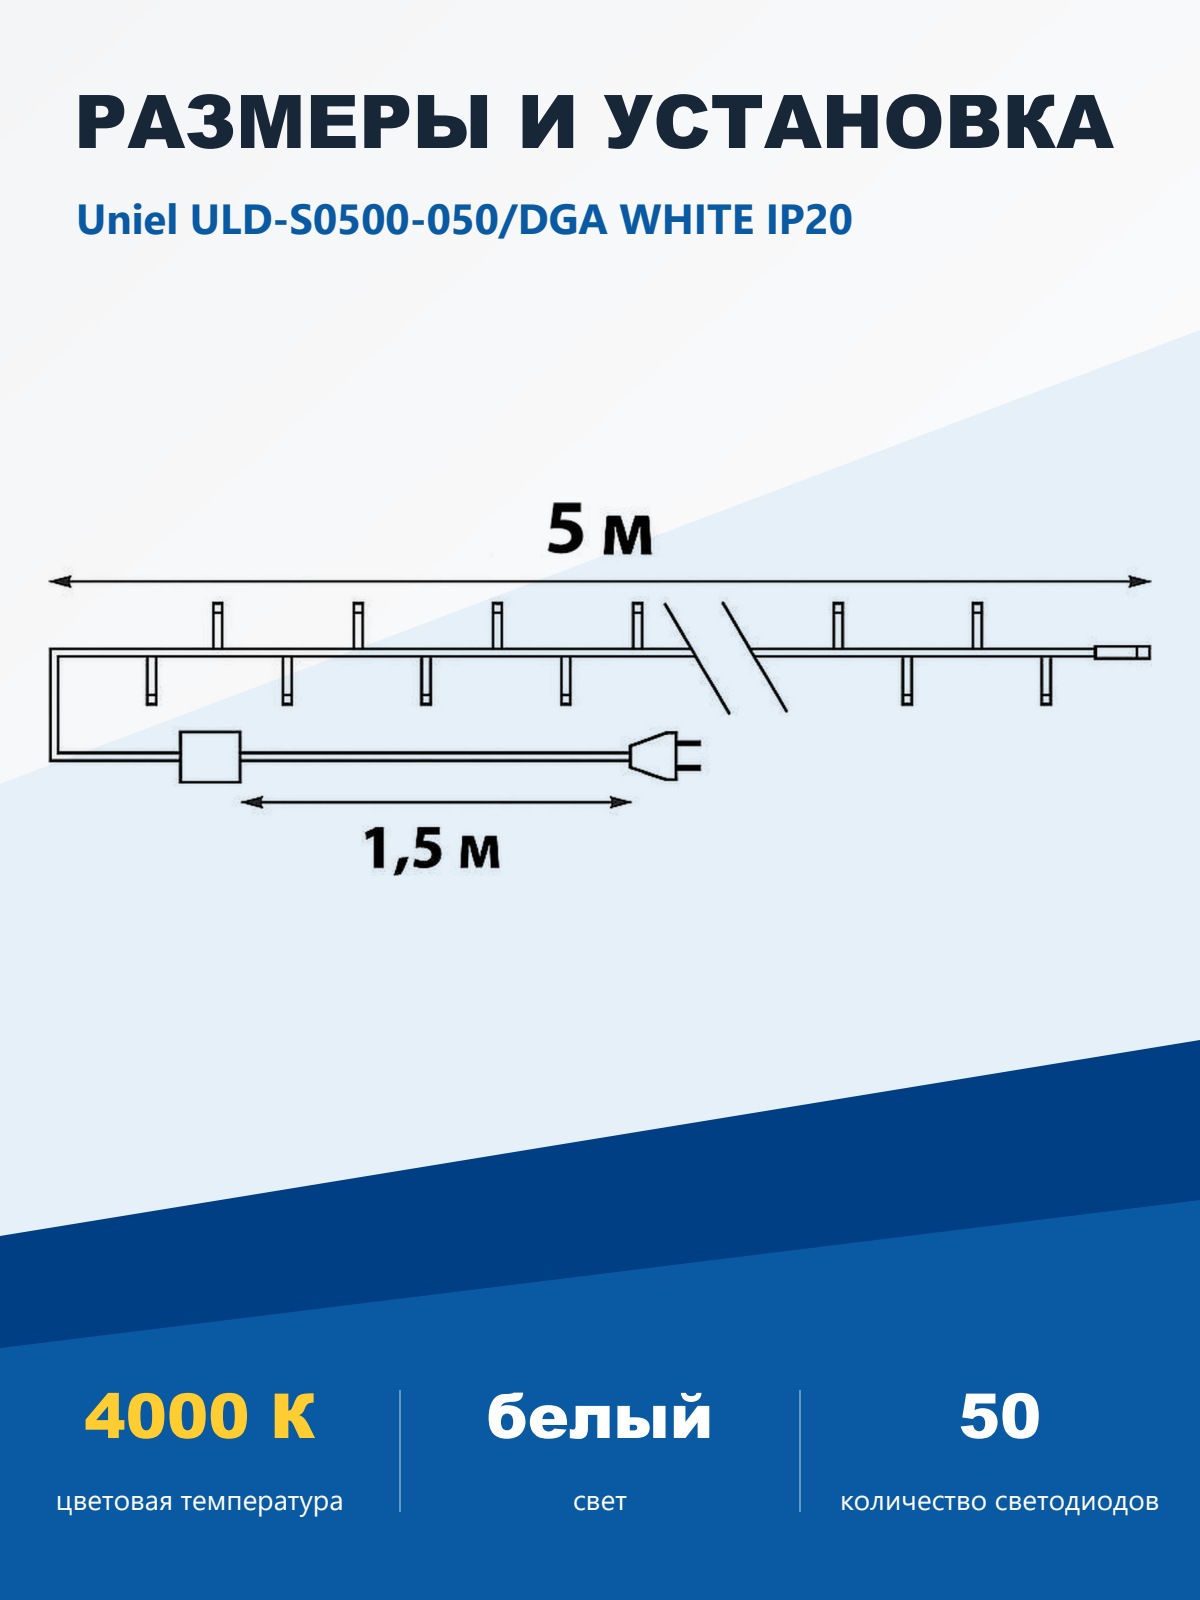 РАЗМЕРЫ И УСТАНОВКА
Uniel ULD-S0500-050/DGA WHITE IP20
5 м
1,5 м
4000 К
белый
50
цветовая температура
свет
количество светодиодов